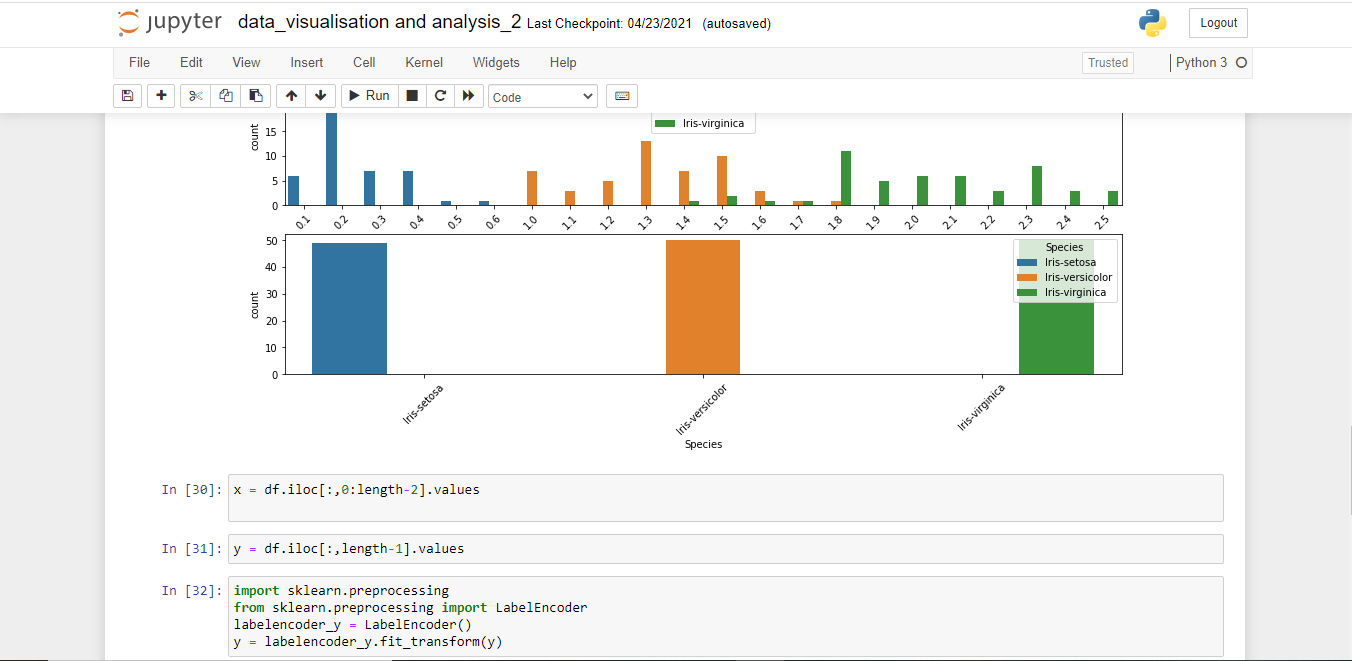 jupyter data_visualisation and analysis_2 Last Checkpoint: 04/23/2021 (autosaved) Logout
File Edit View Insert Cell Kernel Widgets Help Trusted Python 3
Run Code
count
15
10
5
0
Iris-virginica
0.1 0.2 0.3 0.4 0.5 0.6 1.0 1.1 1.2 1.3 1.4 1.5 1.6 1.7 1.8 1.9 2.0 2.1 2.2 2.3 2.4 2.5
count
50
40
30
20
10
0
Species
Iris-setosa
Iris-versicolor
Iris-virginica
Iris-setosa Iris-versicolor Iris-virginica
Species
In [30]: x = df.iloc[:,0:length-2].values
In [31]: y = df.iloc[:,length-1].values
In [32]: import sklearn.preprocessing
from sklearn.preprocessing import LabelEncoder
labelencoder_y = LabelEncoder()
y = labelencoder_y.fit_transform(y)